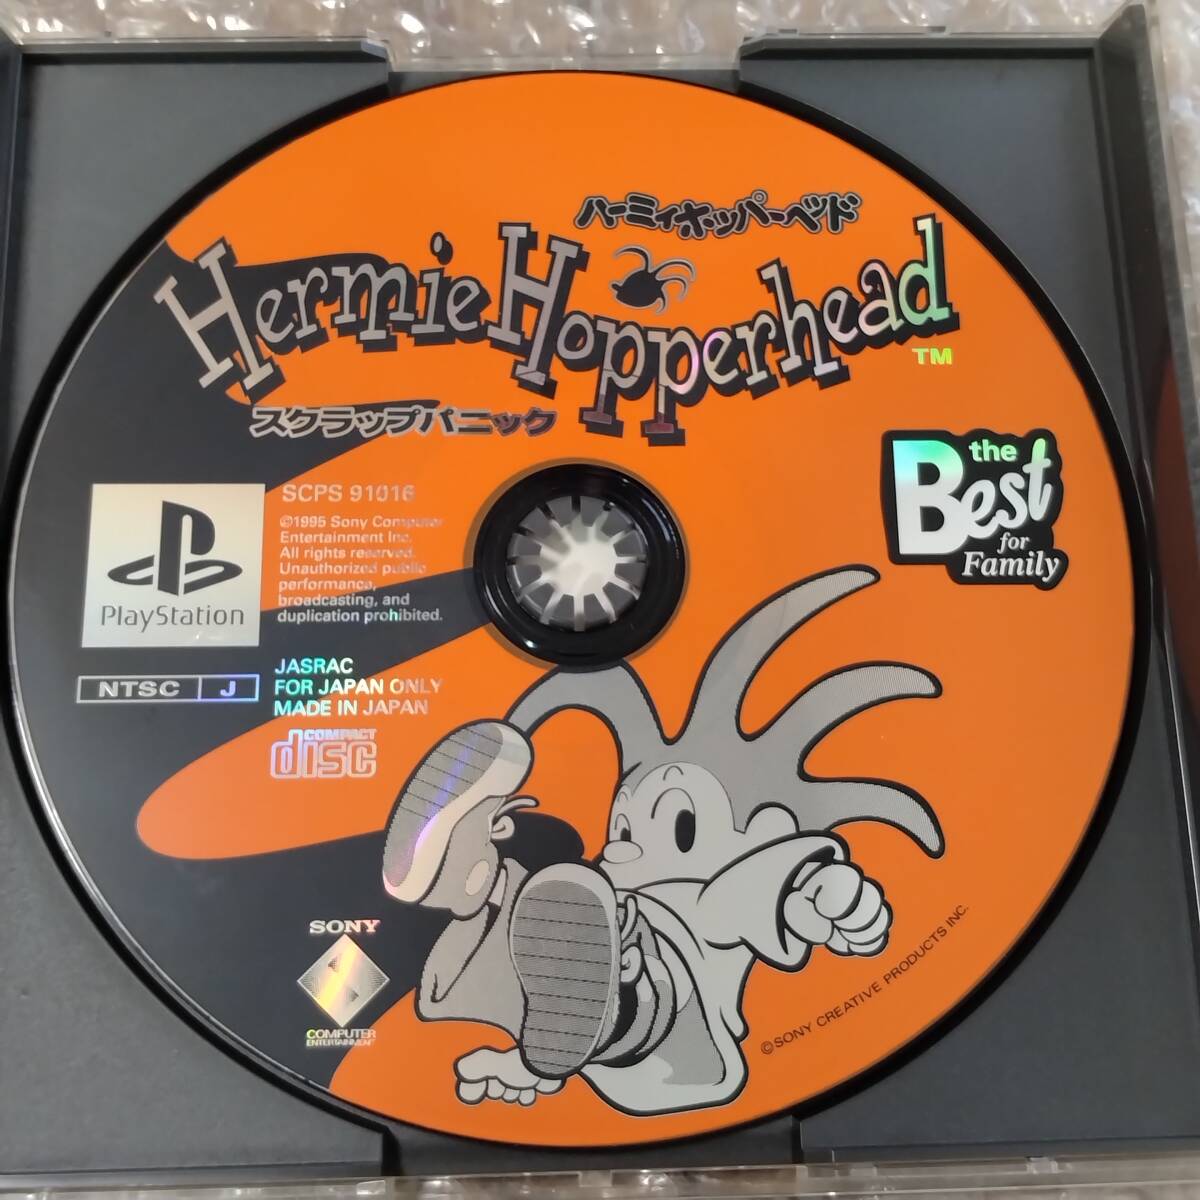 ハーミィホッパーヘッド
Hermie Hopperhead
TM
スクラップパニック
the
Best
for
Family
SCPS 91016
©1995 Sony Computer
Entertainment Inc.
All rights reserved.
Unauthorized public
performance,
broadcasting, and
duplication prohibited.
PlayStation
NTSC J
JASRAC
FOR JAPAN ONLY
MADE IN JAPAN
COMPACT
disc
SONY
COMPUTER
ENTERTAINMENT
©SONY CREATIVE PRODUCTS INC.